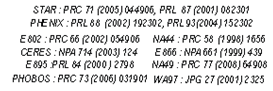 STAR : PRC 71 (2005) 044906, PRL 87 (2001) 082301
PHENIX : PRL 88 (2002) 192302, PRL 93(2004) 152302
E802 : PRC 66 (2002) 054906 NA44 : PRC 58 (1998) 1656
CERES : NPA 714 (2003) 124 E866 : NPA 661 (1999) 439
E895 : PRL 84 (2000) 2798 NA49 : PRC 77 (2008) 64908
PHOBOS : PRC 73 (2006) 031901 WA97 : JPG 27 (2001) 2325